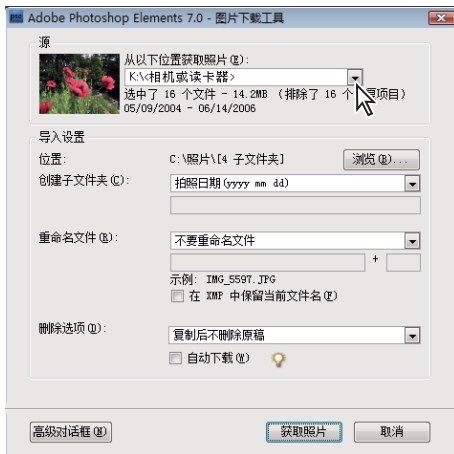 Adobe Photoshop Elements 7.0 - 图片下载工具
源
从以下位置获取照片(E):
K:\<相机或读卡器>
选中了 16 个文件 - 14.2MB (排除了 16 个 复项目)
05/09/2004 - 06/14/2006
导入设置
位置: C:\照片\[4 子文件夹] 浏览(B)...
创建子文件夹(C): 拍照日期(yyyy mm dd)
重命名文件(R): 不要重命名文件
+
示例: IMG_5597.JPG
在 XMP 中保留当前文件名(P)
删除选项(D): 复制后不删除原稿
自动下载(W)
高级对话框(N) 获取照片 取消